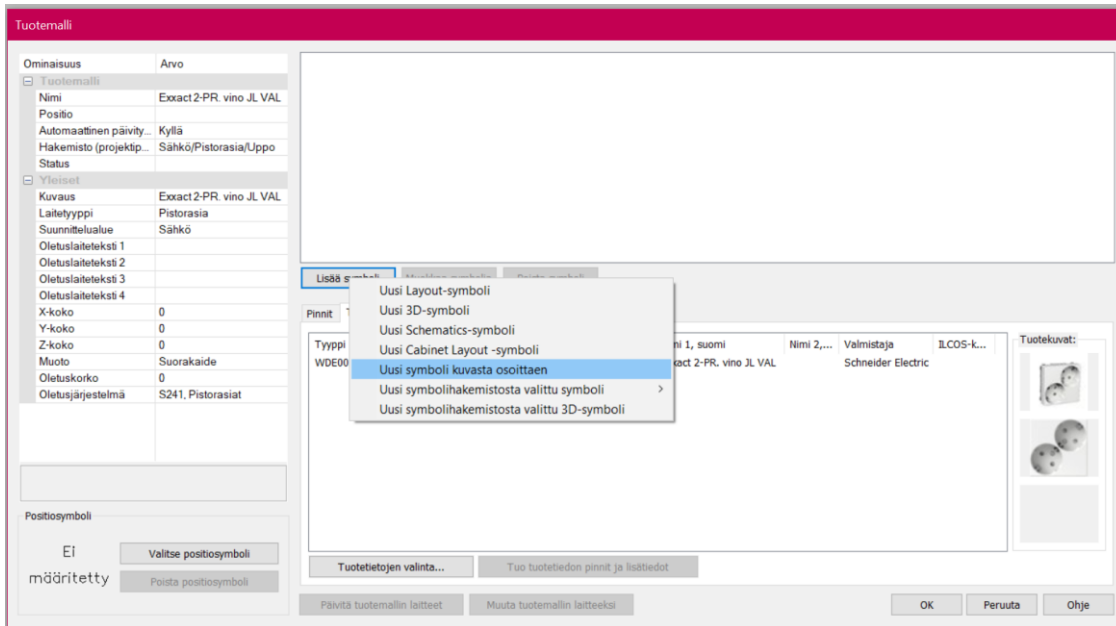 Tuotemalli
Ominaisuus Arvo
Tuotemalli
Nimi Exxact 2-PR. vino JL VAL
Positio
Automaattinen päivity... Kyllä
Hakemisto (projektip... Sähkö/Pistorasia/Uppo
Status
Yleiset
Kuvaus Exxact 2-PR. vino JL VAL
Laitetyyppi Pistorasia
Suunnittelualue Sähkö
Oletuslaiteteksti 1
Oletuslaiteteksti 2
Oletuslaiteteksti 3
Oletuslaiteteksti 4
X-koko 0
Y-koko 0
Z-koko 0
Muoto Suorakaide
Oletuskorko 0
Oletusjärjestelmä S241, Pistorasiat
Positiosymboli
Ei
määritetty
Valitse positiosymboli
Poista positiosymboli
Lisää symboli
Uusi Layout-symboli
Uusi 3D-symboli
Uusi Schematics-symboli
Uusi Cabinet Layout -symboli
Uusi symboli kuvasta osoittaen
Uusi symbolihakemistosta valittu symboli >
Uusi symbolihakemistosta valittu 3D-symboli
Pinnit
Tyyppi ni 1, suomi Nimi 2,... Valmistaja ILCOS-k...
WDE00 xact 2-PR. vino JL VAL Schneider Electric
Tuotekuvat:
Tuotetietojen valinta... Tuo tuotetiedon pinnit ja lisätiedot
Päivitä tuotemallin laitteet Muuta tuotemallin laitteeksi OK Peruuta Ohje